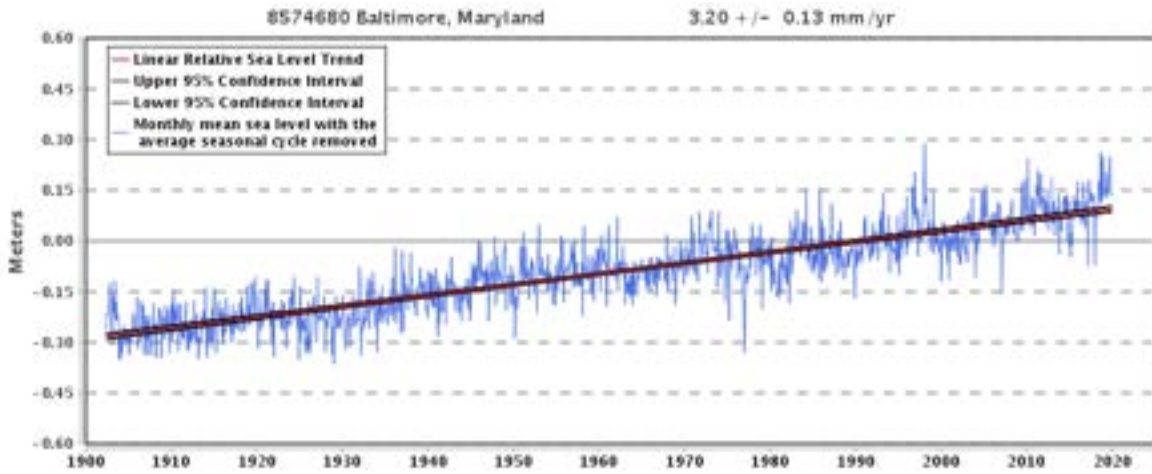 8574680 Baltimore, Maryland 3.20 +/- 0.13 mm/yr
0.60
Linear Relative Sea Level Trend
Upper 95% Confidence Interval
Lower 95% Confidence Interval
Monthly mean sea level with the
average seasonal cycle removed
0.45
0.30
0.15
0.00
-0.15
-0.30
-0.45
-0.60
Meters
1900 1910 1920 1930 1940 1950 1960 1970 1980 1990 2000 2010 2020